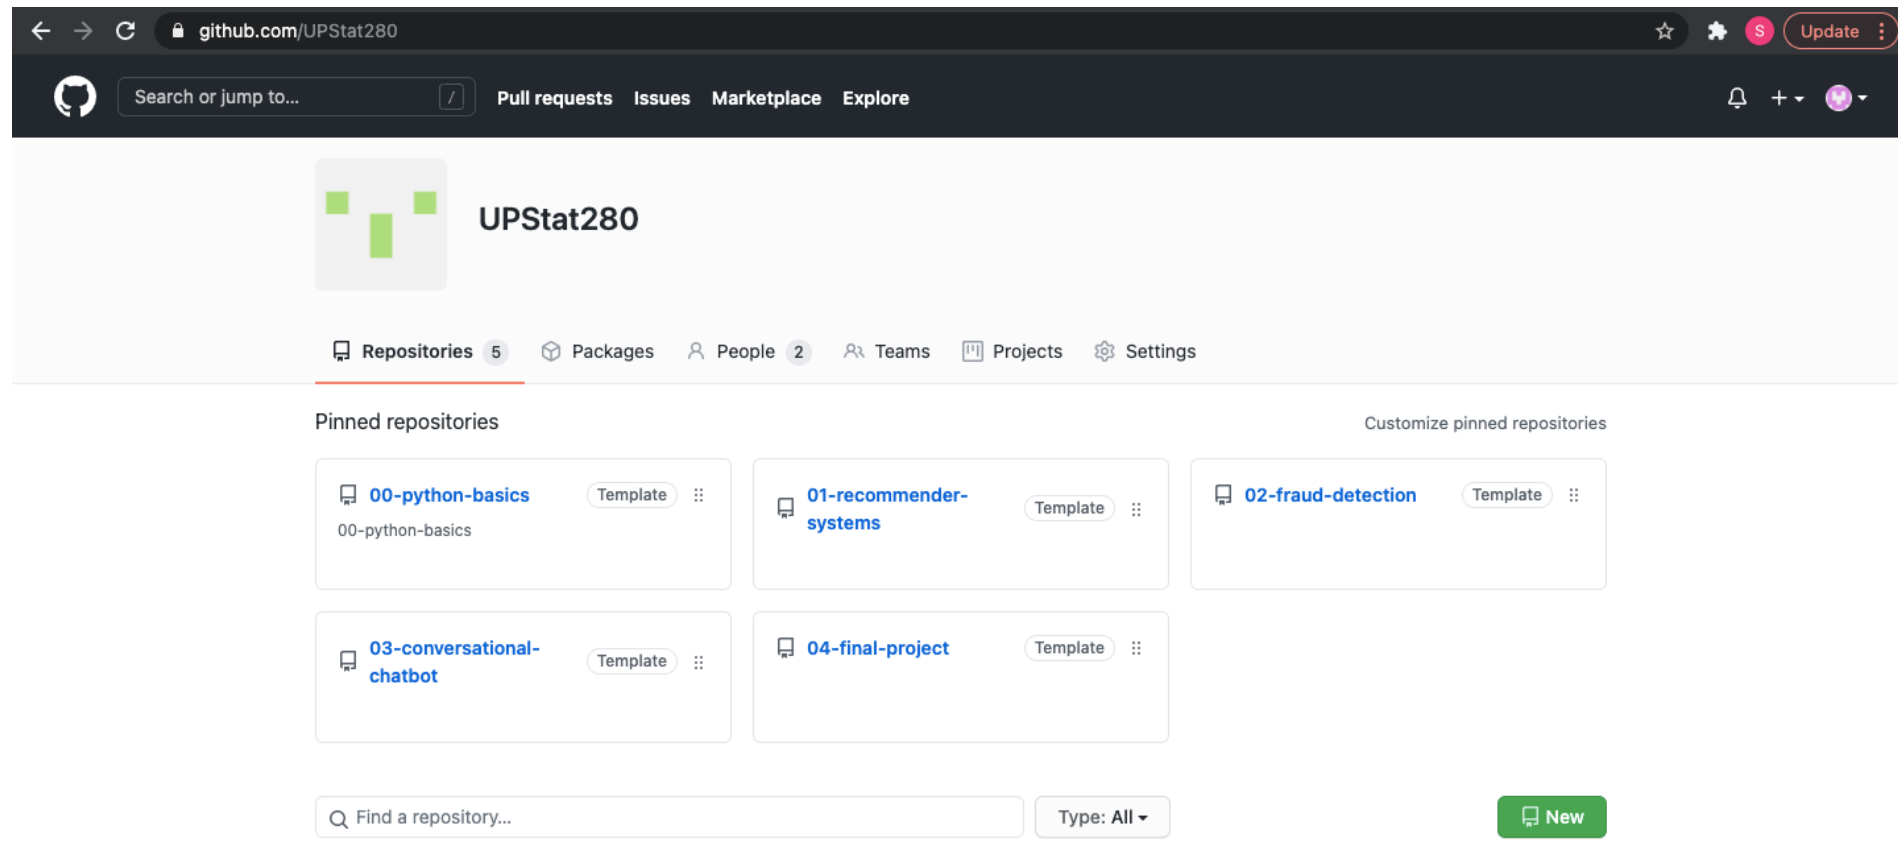 github.com/UPStat280
S
Update
Search or jump to...
/
Pull requests Issues Marketplace Explore
UPStat280
Repositories 5 Packages People 2 Teams Projects Settings
Pinned repositories
Customize pinned repositories
00-python-basics
Template
00-python-basics
01-recommender-
systems
Template
02-fraud-detection
Template
03-conversational-
chatbot
Template
04-final-project
Template
Find a repository...
Type: All
New